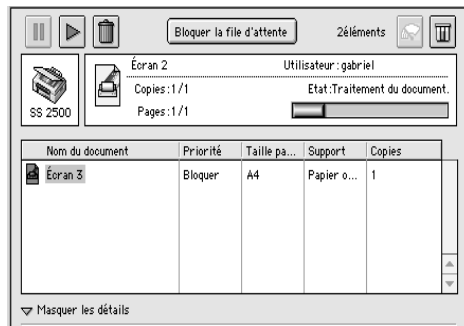 Bloquer la file d'attente
2éléments
Écran 2
Utilisateur:gabriel
Copies:1/1
Etat:Traitement du document.
Pages:1/1
SS 2500
Nom du document Priorité Taille pa... Support Copies
Écran 3 Bloquer A4 Papier o... 1
Masquer les détails